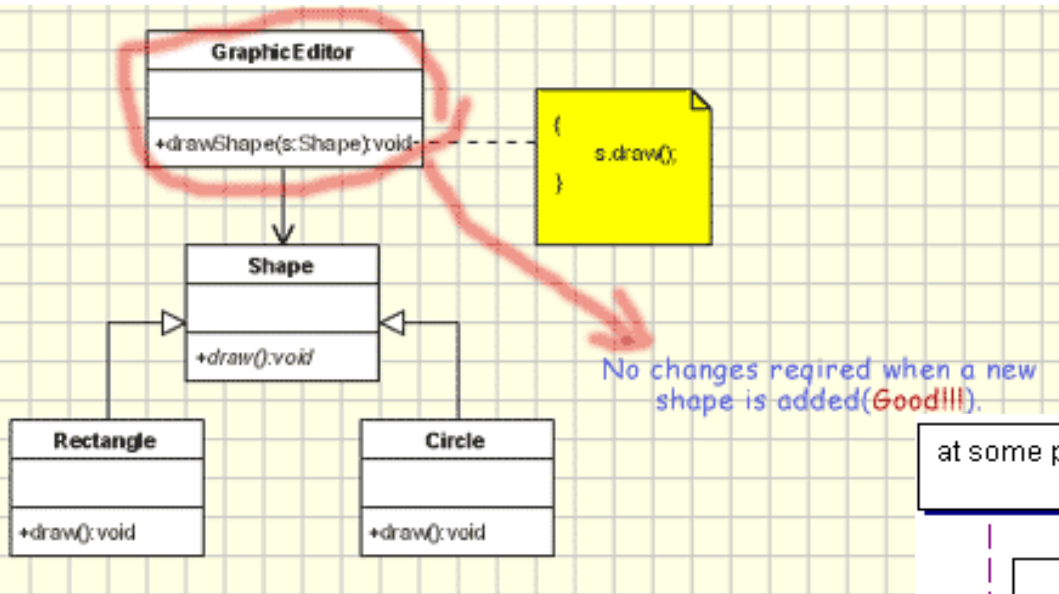 GraphicEditor
+drawShape(s:Shape):void
{
s.draw();
}
Shape
+draw():void
No changes reqired when a new
shape is added(Good!!!).
Rectangle
+draw():void
Circle
+draw():void
at some